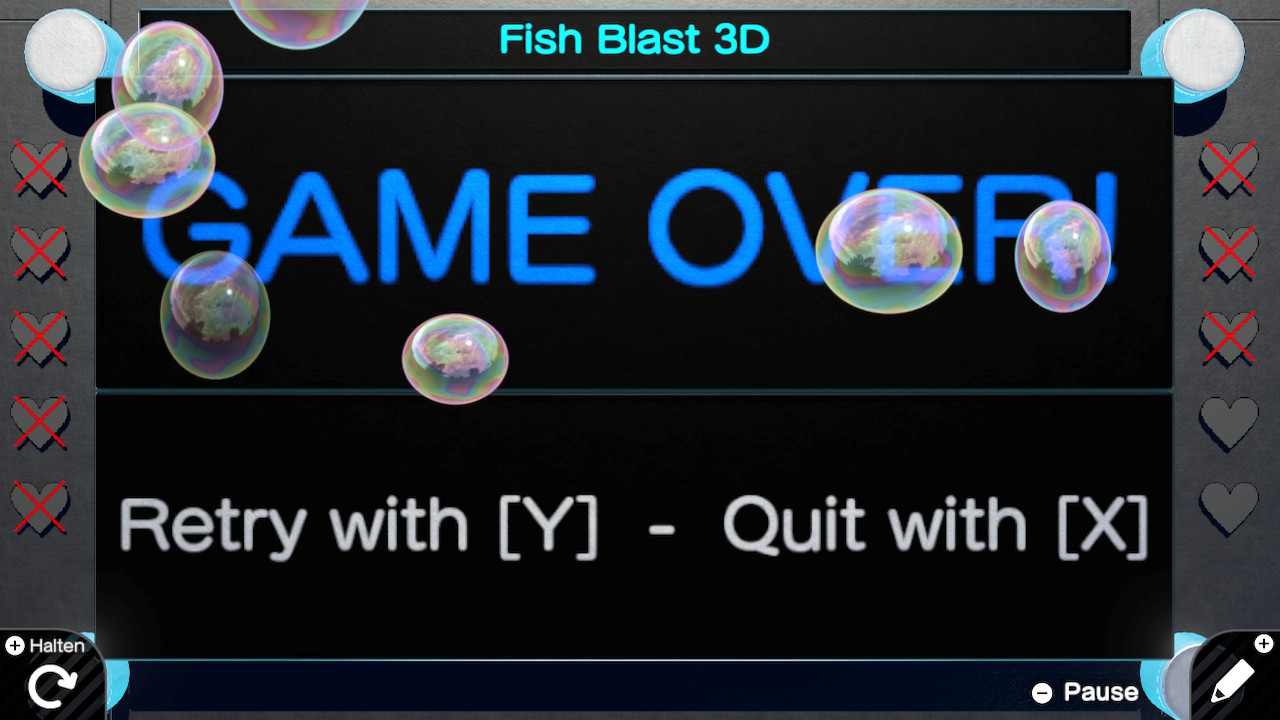 Fish Blast 3D
GAME OVER!
Retry with [Y] - Quit with [X]
Halten
Pause